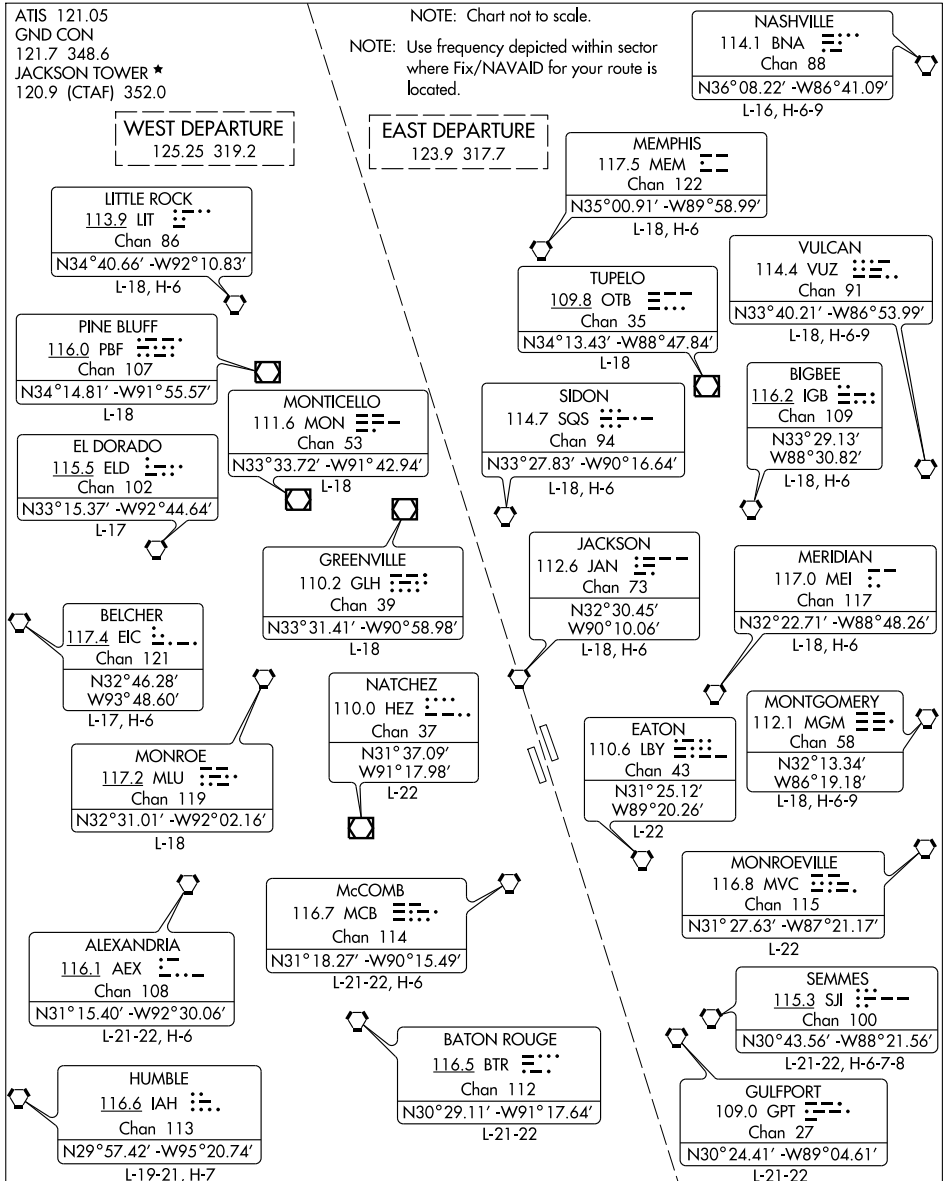 ATIS 121.05
GND CON
121.7 348.6
JACKSON TOWER ★
120.9 (CTAF) 352.0
NOTE: Chart not to scale.
NOTE: Use frequency depicted within sector
where Fix/NAVAID for your route is
located.
WEST DEPARTURE
125.25 319.2
EAST DEPARTURE
123.9 317.7
NASHVILLE
114.1 BNA
Chan 88
N36°08.22' -W86°41.09'
L-16, H-6-9
MEMPHIS
117.5 MEM
Chan 122
N35°00.91' -W89°58.99'
L-18, H-6
LITTLE ROCK
113.9 LIT
Chan 86
N34°40.66' -W92°10.83'
L-18, H-6
VULCAN
114.4 VUZ
Chan 91
N33°40.21' -W86°53.99'
L-18, H-6-9
TUPELO
109.8 OTB
Chan 35
N34°13.43' -W88°47.84'
L-18
PINE BLUFF
116.0 PBF
Chan 107
N34°14.81' -W91°55.57'
L-18
BIGBEE
116.2 IGB
Chan 109
N33°29.13'
W88°30.82'
L-18, H-6
SIDON
114.7 SQS
Chan 94
N33°27.83' -W90°16.64'
L-18, H-6
MONTICELLO
111.6 MON
Chan 53
N33°33.72' -W91°42.94'
L-18
EL DORADO
115.5 ELD
Chan 102
N33°15.37' -W92°44.64'
L-17
GREENVILLE
110.2 GLH
Chan 39
N33°31.41' -W90°58.98'
L-18
JACKSON
112.6 JAN
Chan 73
N32°30.45'
W90°10.06'
L-18, H-6
MERIDIAN
117.0 MEI
Chan 117
N32°22.71' -W88°48.26'
L-18, H-6
BELCHER
117.4 EIC
Chan 121
N32°46.28'
W93°48.60'
L-17, H-6
NATCHEZ
110.0 HEZ
Chan 37
N31°37.09'
W91°17.98'
L-22
MONTGOMERY
112.1 MGM
Chan 58
N32°13.34'
W86°19.18'
L-18, H-6-9
EATON
110.6 LBY
Chan 43
N31°25.12'
W89°20.26'
L-22
MONROE
117.2 MLU
Chan 119
N32°31.01' -W92°02.16'
L-18
MONROEVILLE
116.8 MVC
Chan 115
N31°27.63' -W87°21.17'
L-22
McCOMB
116.7 MCB
Chan 114
N31°18.27' -W90°15.49'
L-21-22, H-6
ALEXANDRIA
116.1 AEX
Chan 108
N31°15.40' -W92°30.06'
L-21-22, H-6
SEMMES
115.3 SJI
Chan 100
N30°43.56' -W88°21.56'
L-21-22, H-6-7-8
BATON ROUGE
116.5 BTR
Chan 112
N30°29.11' -W91°17.64'
L-21-22
HUMBLE
116.6 IAH
Chan 113
N29°57.42' -W95°20.74'
L-19-21, H-7
GULFPORT
109.0 GPT
Chan 27
N30°24.41' -W89°04.61'
L-21-22